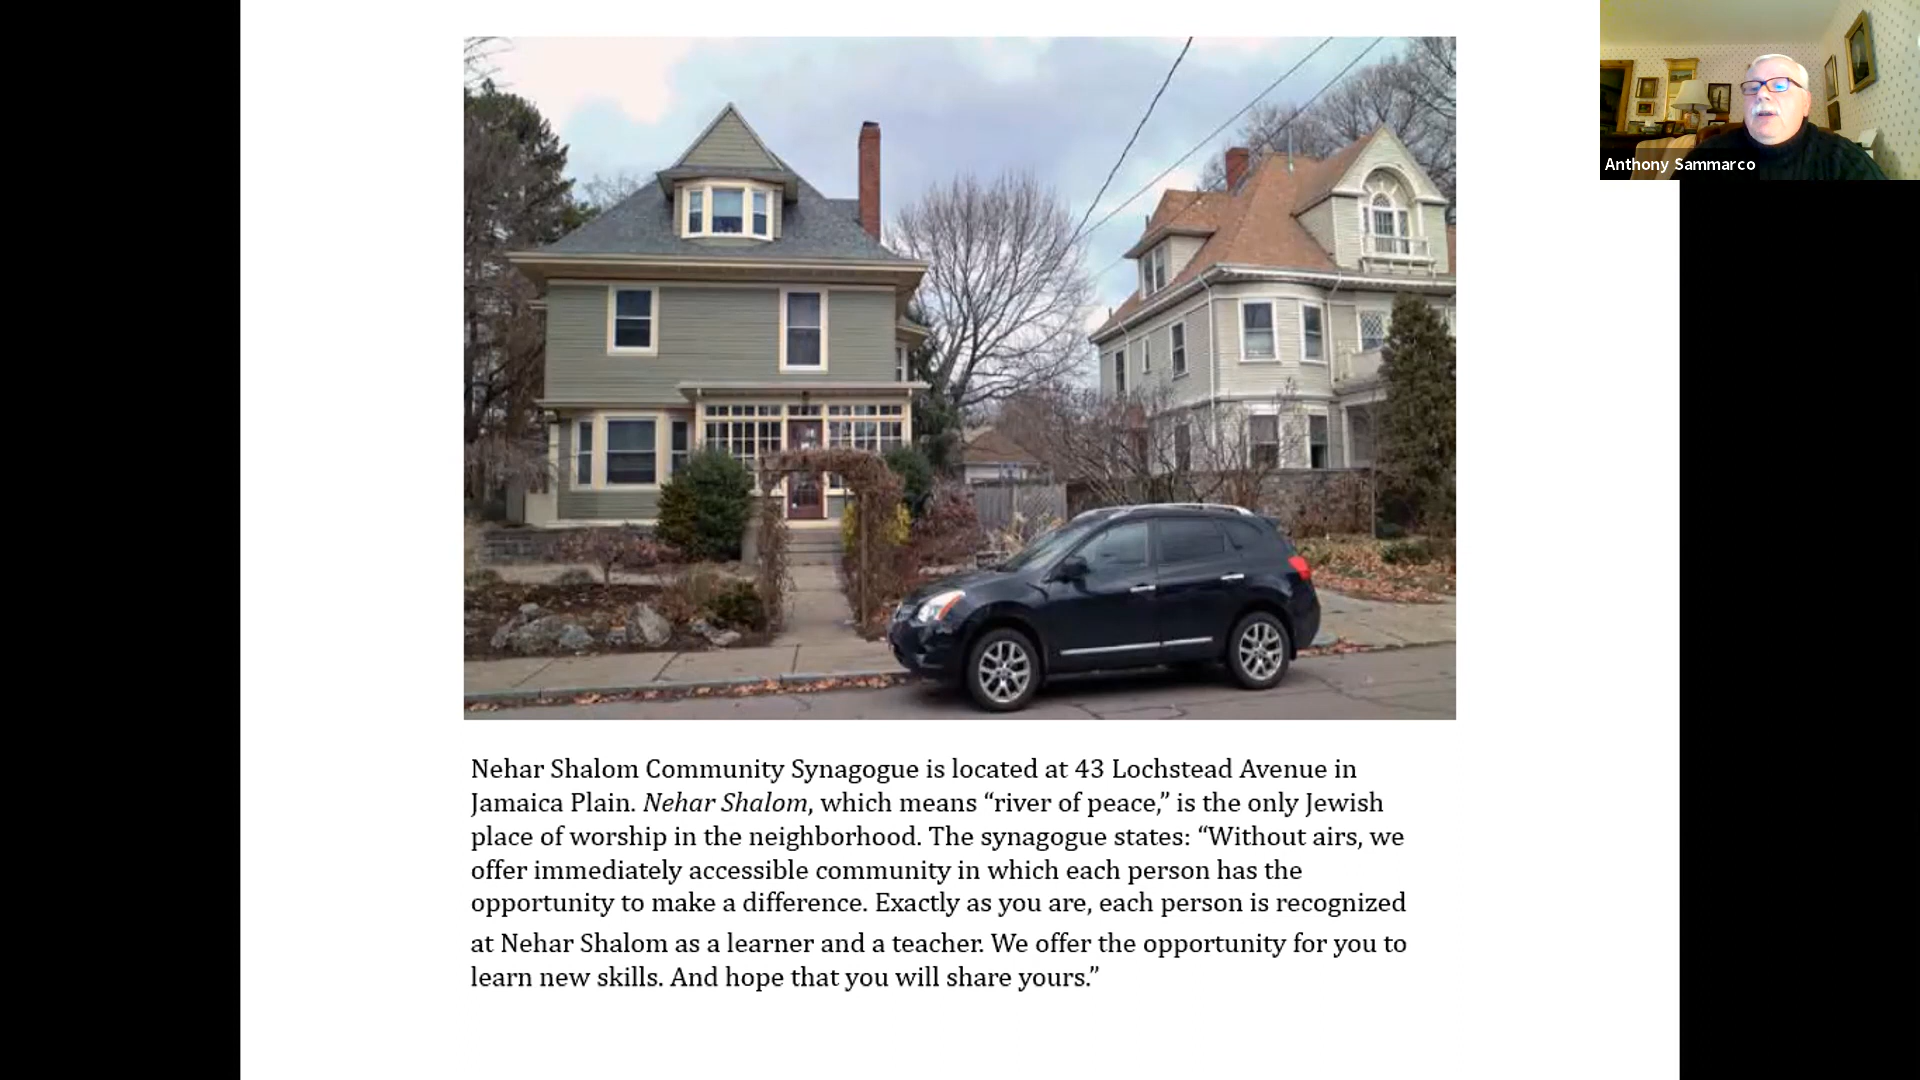 Anthony Sammarco
Nehar Shalom Community Synagogue is located at 43 Lochstead Avenue in
Jamaica Plain. Nehar Shalom, which means “river of peace,” is the only Jewish
place of worship in the neighborhood. The synagogue states: “Without airs, we
offer immediately accessible community in which each person has the
opportunity to make a difference. Exactly as you are, each person is recognized
at Nehar Shalom as a learner and a teacher. We offer the opportunity for you to
learn new skills. And hope that you will share yours.”